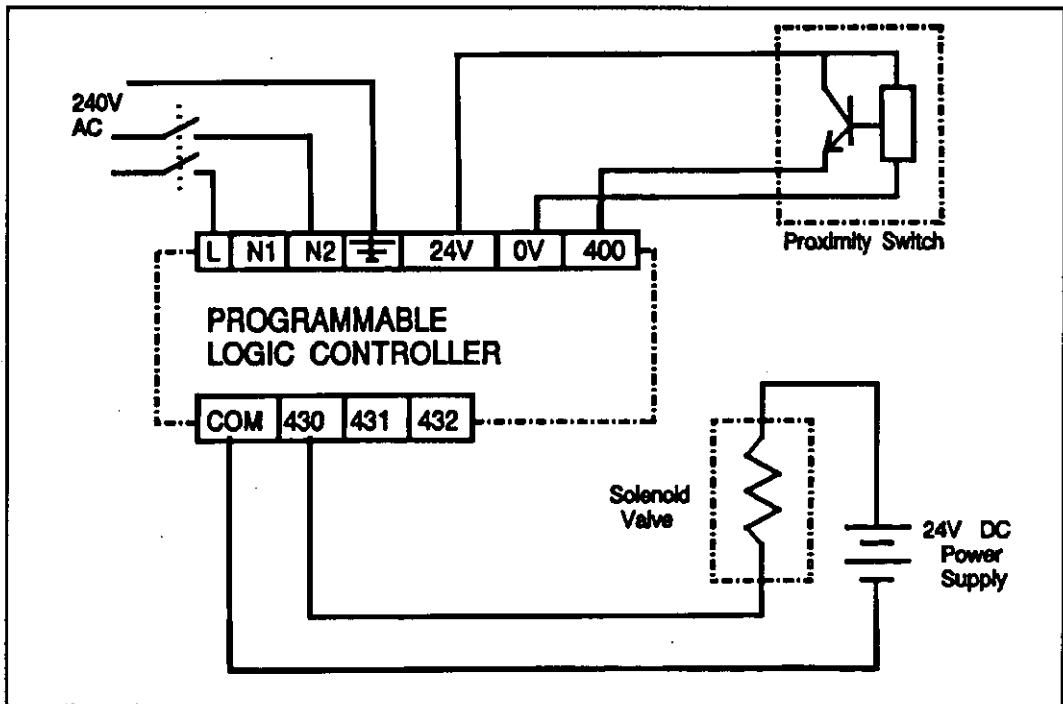 240V
AC
Proximity Switch
L N1 N2 24V 0V 400
PROGRAMMABLE
LOGIC CONTROLLER
COM 430 431 432
Solenoid
Valve
24V DC
Power
Supply